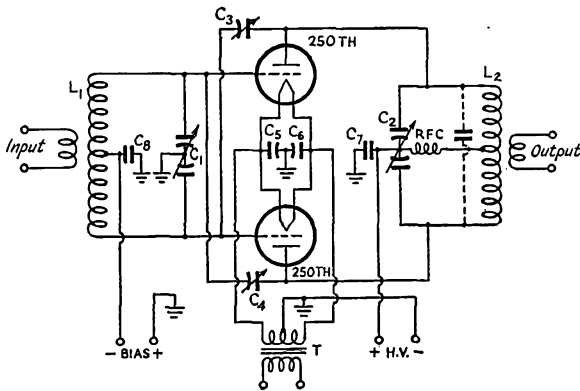 C3
250TH
L1
L2
C2
Input
C8
C1
C5 C6
C7
RFC
Output
250TH
C4
- BIAS +
T
+ H.V. -